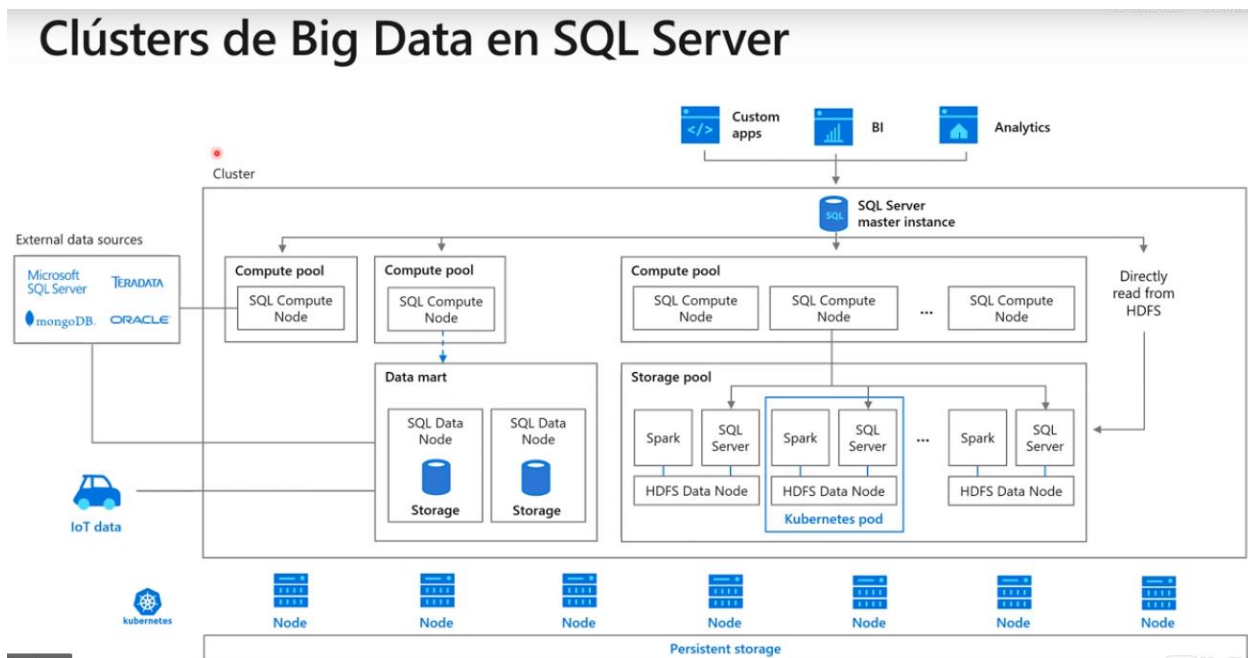 Clústers de Big Data en SQL Server
Custom
apps
BI
Analytics
Cluster
SQL
SQL Server
master instance
External data sources
Microsoft
SQL Server
TERADATA
mongoDB.
ORACLE
Compute pool
SQL Compute
Node
Compute pool
SQL Compute
Node
Compute pool
SQL Compute
Node
SQL Compute
Node
...
SQL Compute
Node
Directly
read from
HDFS
Data mart
SQL Data
Node
Storage
SQL Data
Node
Storage
Storage pool
Spark
SQL
Server
HDFS Data Node
Spark
SQL
Server
HDFS Data Node
Kubernetes pod
...
Spark
SQL
Server
HDFS Data Node
IoT data
kubernetes
Node
Node
Node
Node
Node
Node
Node
Persistent storage